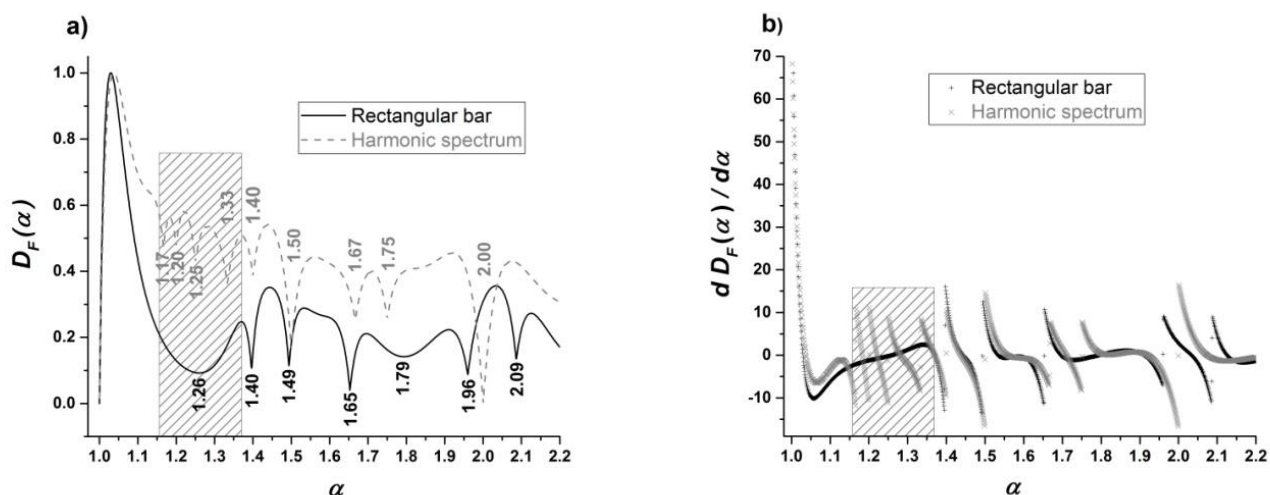 a)
D_F(α)
1.0
0.8
0.6
0.4
0.2
0.0
Rectangular bar
Harmonic spectrum
1.17
1.20
1.25
1.33
1.40
1.50
1.67
1.75
2.00
1.26
1.40
1.49
1.65
1.79
1.96
2.09
1.0 1.1 1.2 1.3 1.4 1.5 1.6 1.7 1.8 1.9 2.0 2.1 2.2
α
b)
d D_F(α) / dα
70
60
50
40
30
20
10
0
-10
Rectangular bar
Harmonic spectrum
1.0 1.1 1.2 1.3 1.4 1.5 1.6 1.7 1.8 1.9 2.0 2.1 2.2
α